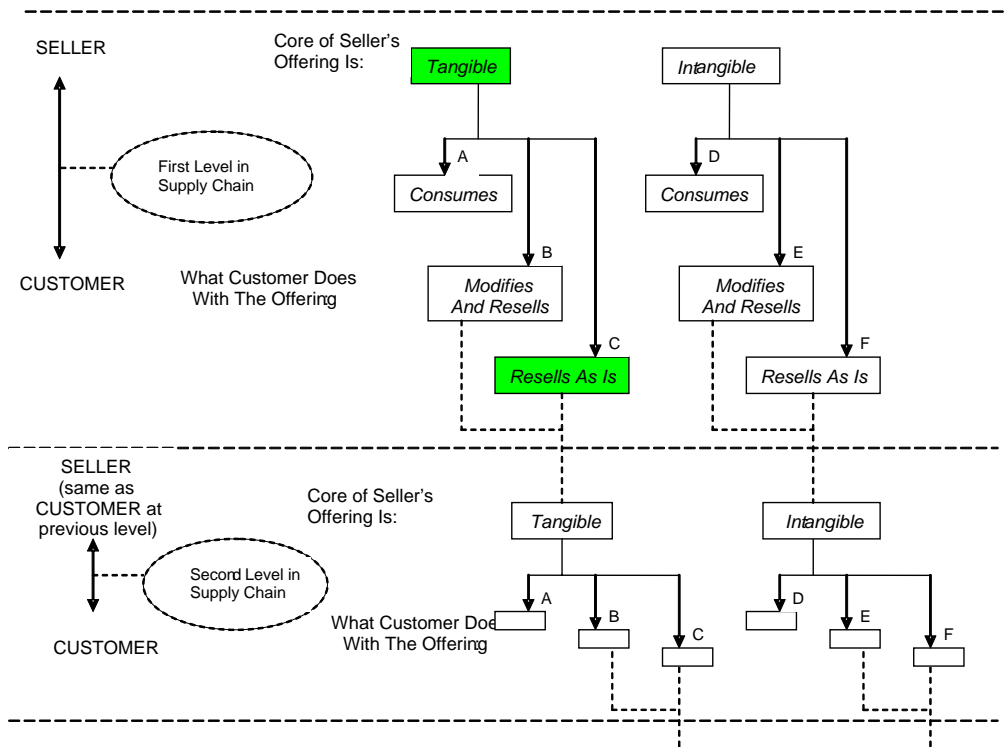 SELLER
Core of Seller's
Offering Is:
Tangible
Intangible
A
D
First Level in
Supply Chain
Consumes
Consumes
B
E
CUSTOMER
What Customer Does
With The Offering
Modifies
And Resells
Modifies
And Resells
C
F
Resells As Is
Resells As Is
SELLER
(same as
CUSTOMER at
previous level)
Core of Seller's
Offering Is:
Tangible
Intangible
Second Level in
Supply Chain
A
D
What Customer Does
With The Offering
B
E
C
F
CUSTOMER